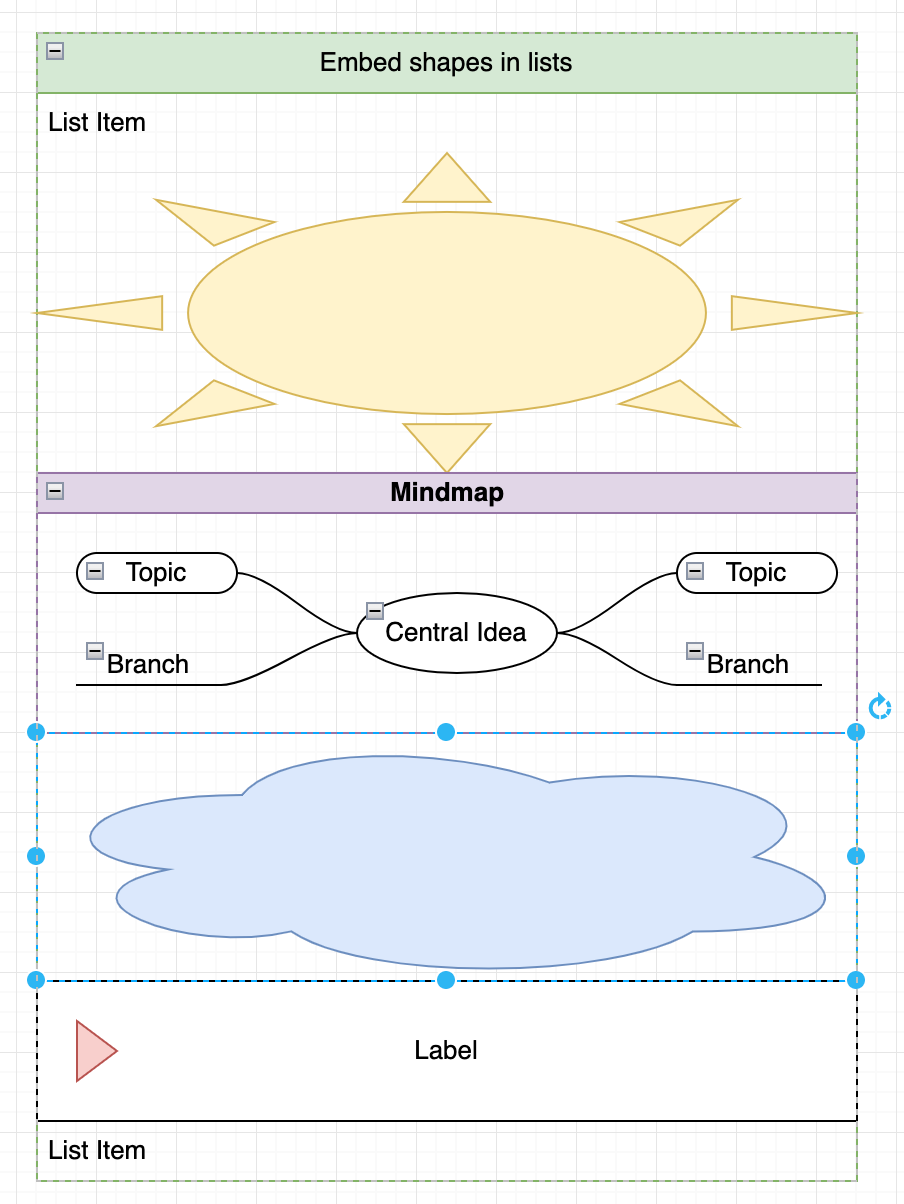 Embed shapes in lists
List Item
Mindmap
Topic
Topic
Central Idea
Branch
Branch
Label
List Item